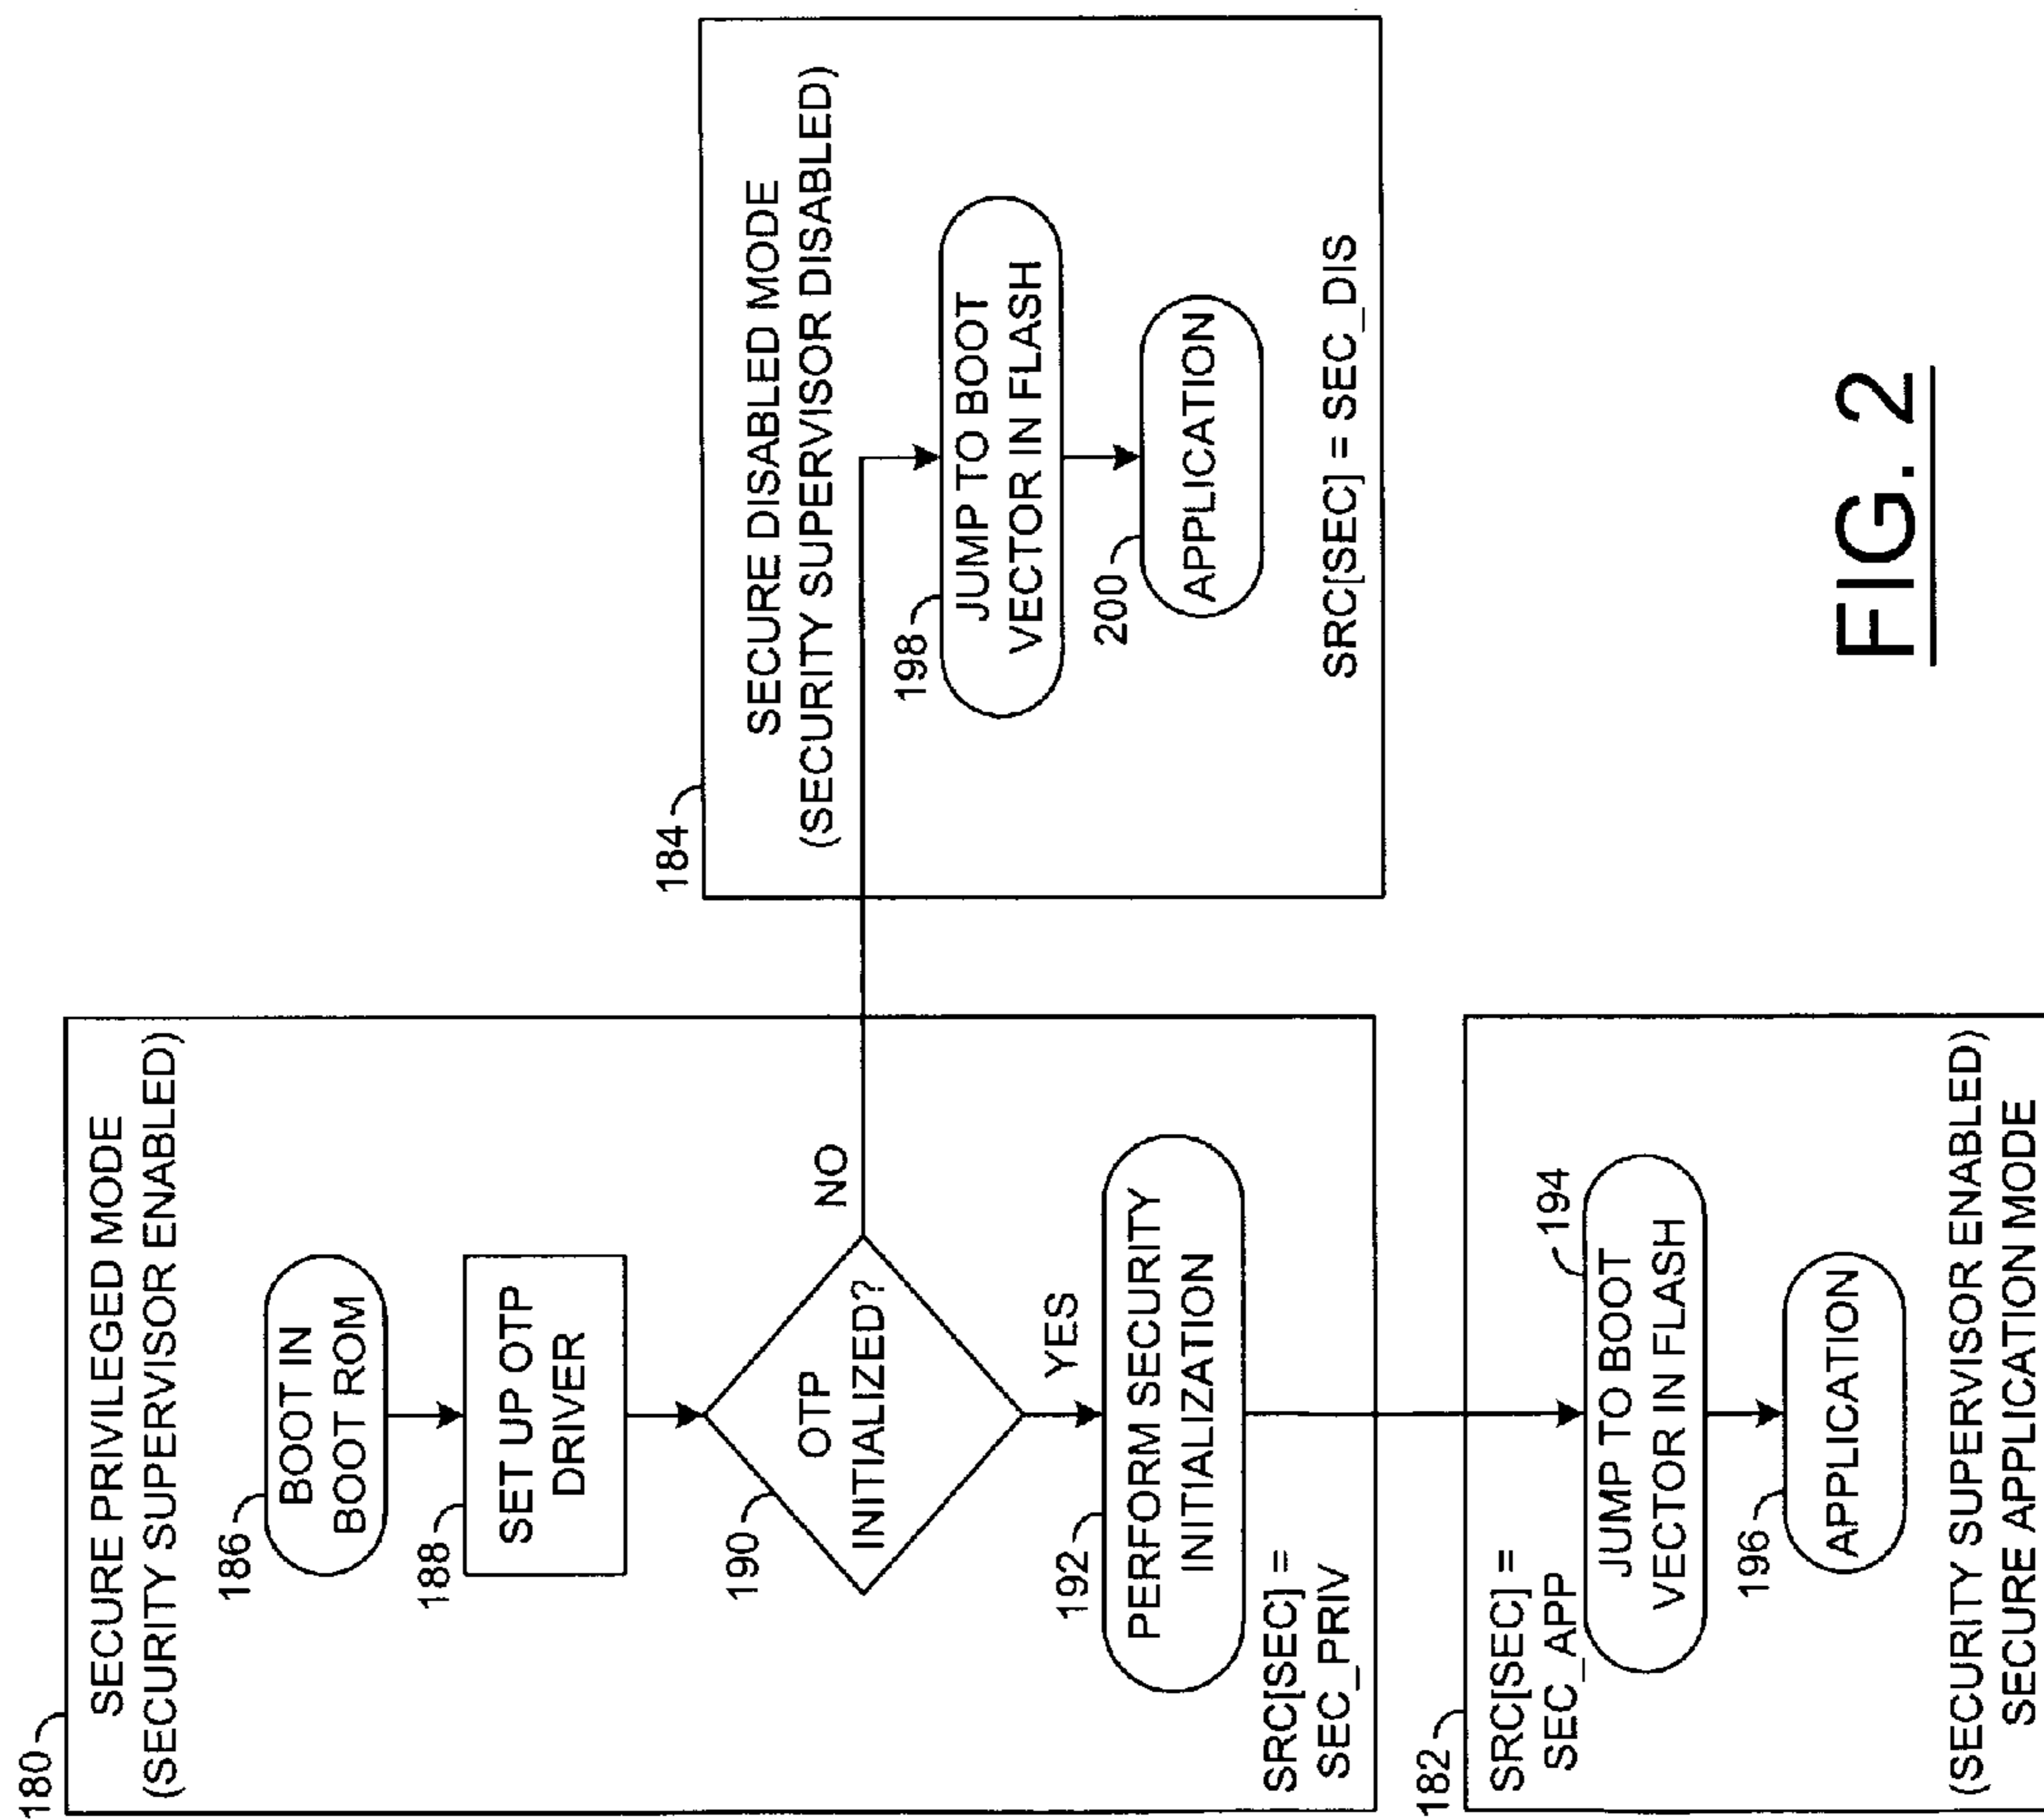 180
SECURE PRIVILEGED MODE
(SECURITY SUPERVISOR ENABLED)
186
BOOT IN
BOOT ROM
188
SET UP OTP
DRIVER
190
OTP
INITIALIZED?
NO
YES
192
PERFORM SECURITY
INITIALIZATION
SRC[SEC] =
SEC_PRIV
182
SRC[SEC] =
SEC_APP
194
JUMP TO BOOT
VECTOR IN FLASH
196
APPLICATION
(SECURITY SUPERVISOR ENABLED)
SECURE APPLICATION MODE
184
SECURE DISABLED MODE
(SECURITY SUPERVISOR DISABLED)
198
JUMP TO BOOT
VECTOR IN FLASH
200
APPLICATION
SRC[SEC] = SEC_DIS
FIG. 2